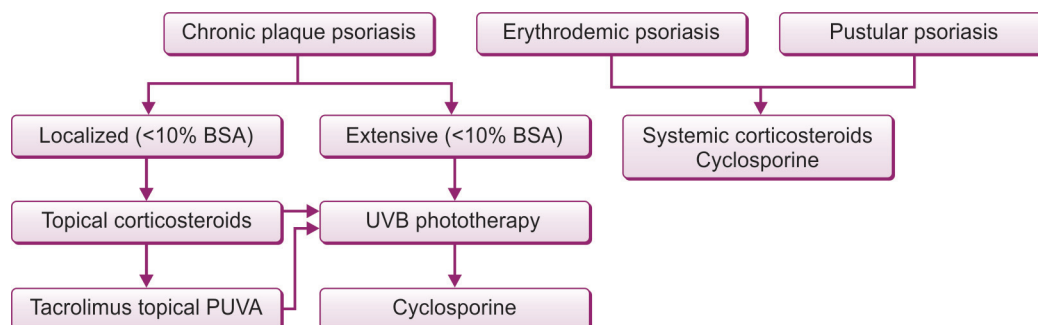 Chronic plaque psoriasis
Erythrodemic psoriasis
Pustular psoriasis
Localized (<10% BSA)
Extensive (<10% BSA)
Systemic corticosteroids
Cyclosporine
Topical corticosteroids
UVB phototherapy
Tacrolimus topical PUVA
Cyclosporine